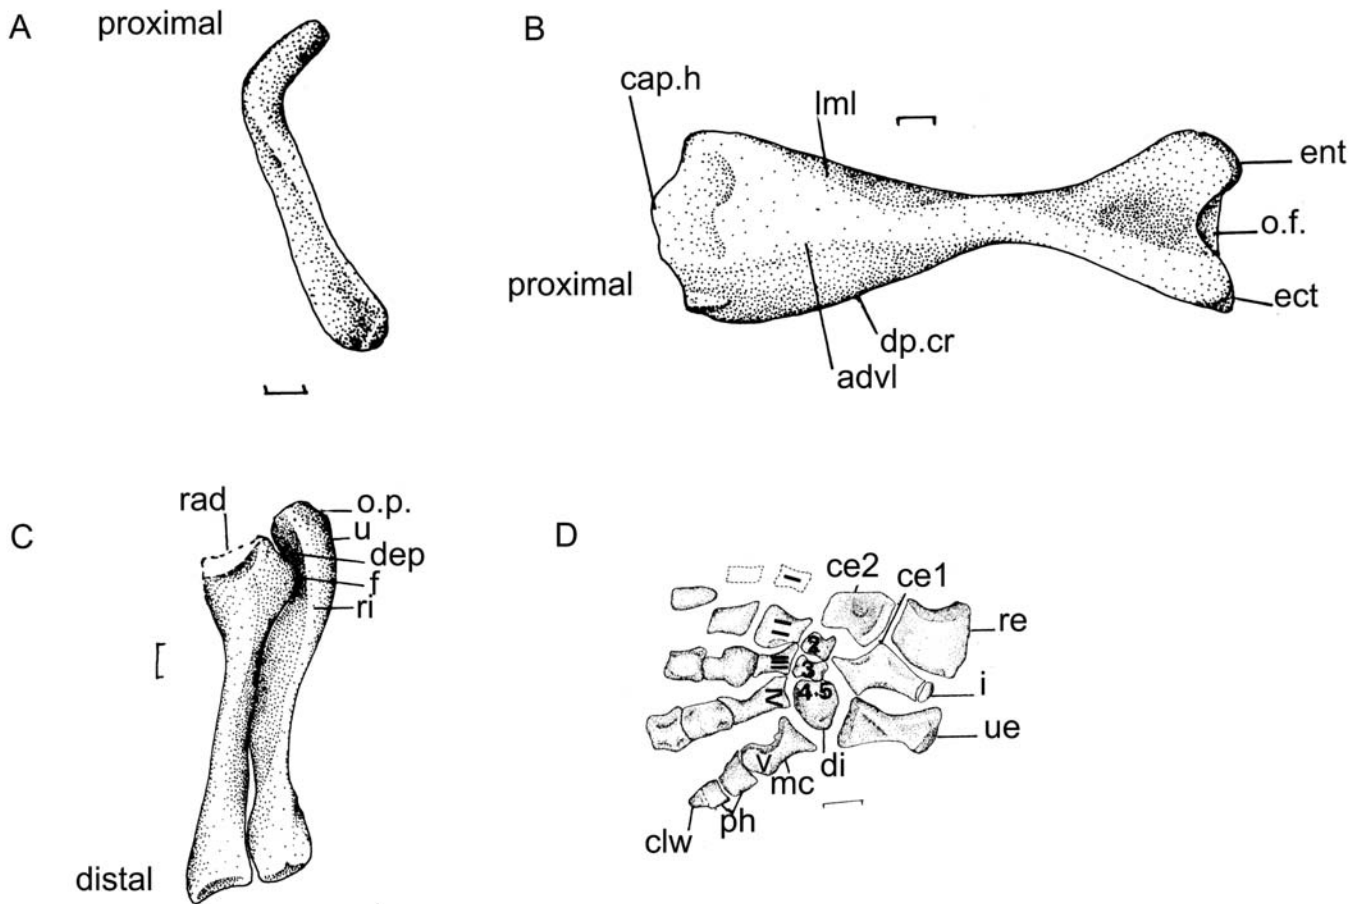 A
proximal
B
cap.h
lml
ent
o.f.
ect
proximal
dp.cr
advl
C
rad
o.p.
u
dep
f
ri
distal
D
ce2
ce1
re
i
ue
di
mc
ph
clw
I
II
III
IV
V
2
3
4.5